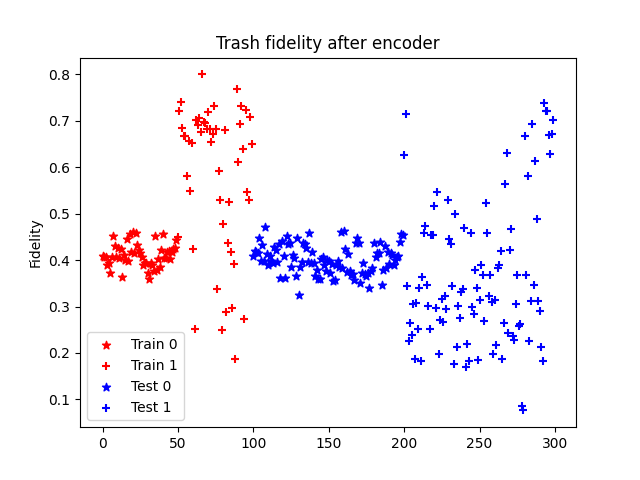 Trash fidelity after encoder
Fidelity
0.8
0.7
0.6
0.5
0.4
0.3
0.2
0.1
Train 0
Train 1
Test 0
Test 1
0 50 100 150 200 250 300